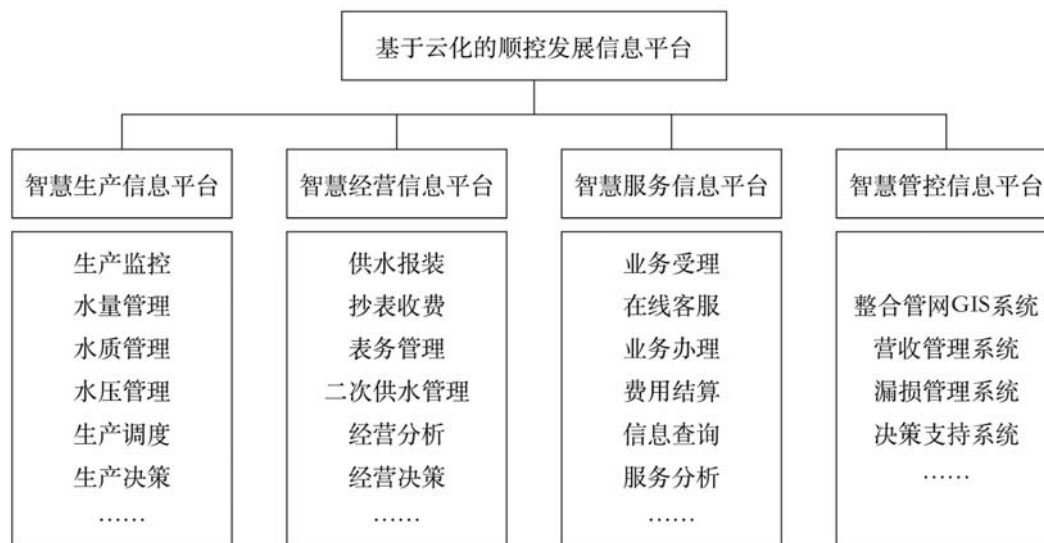 基于云化的顺控发展信息平台
智慧生产信息平台
生产监控
水量管理
水质管理
水压管理
生产调度
生产决策
……
智慧经营信息平台
供水报装
抄表收费
表务管理
二次供水管理
经营分析
经营决策
……
智慧服务信息平台
业务受理
在线客服
业务办理
费用结算
信息查询
服务分析
……
智慧管控信息平台
整合管网GIS系统
营收管理系统
漏损管理系统
决策支持系统
……